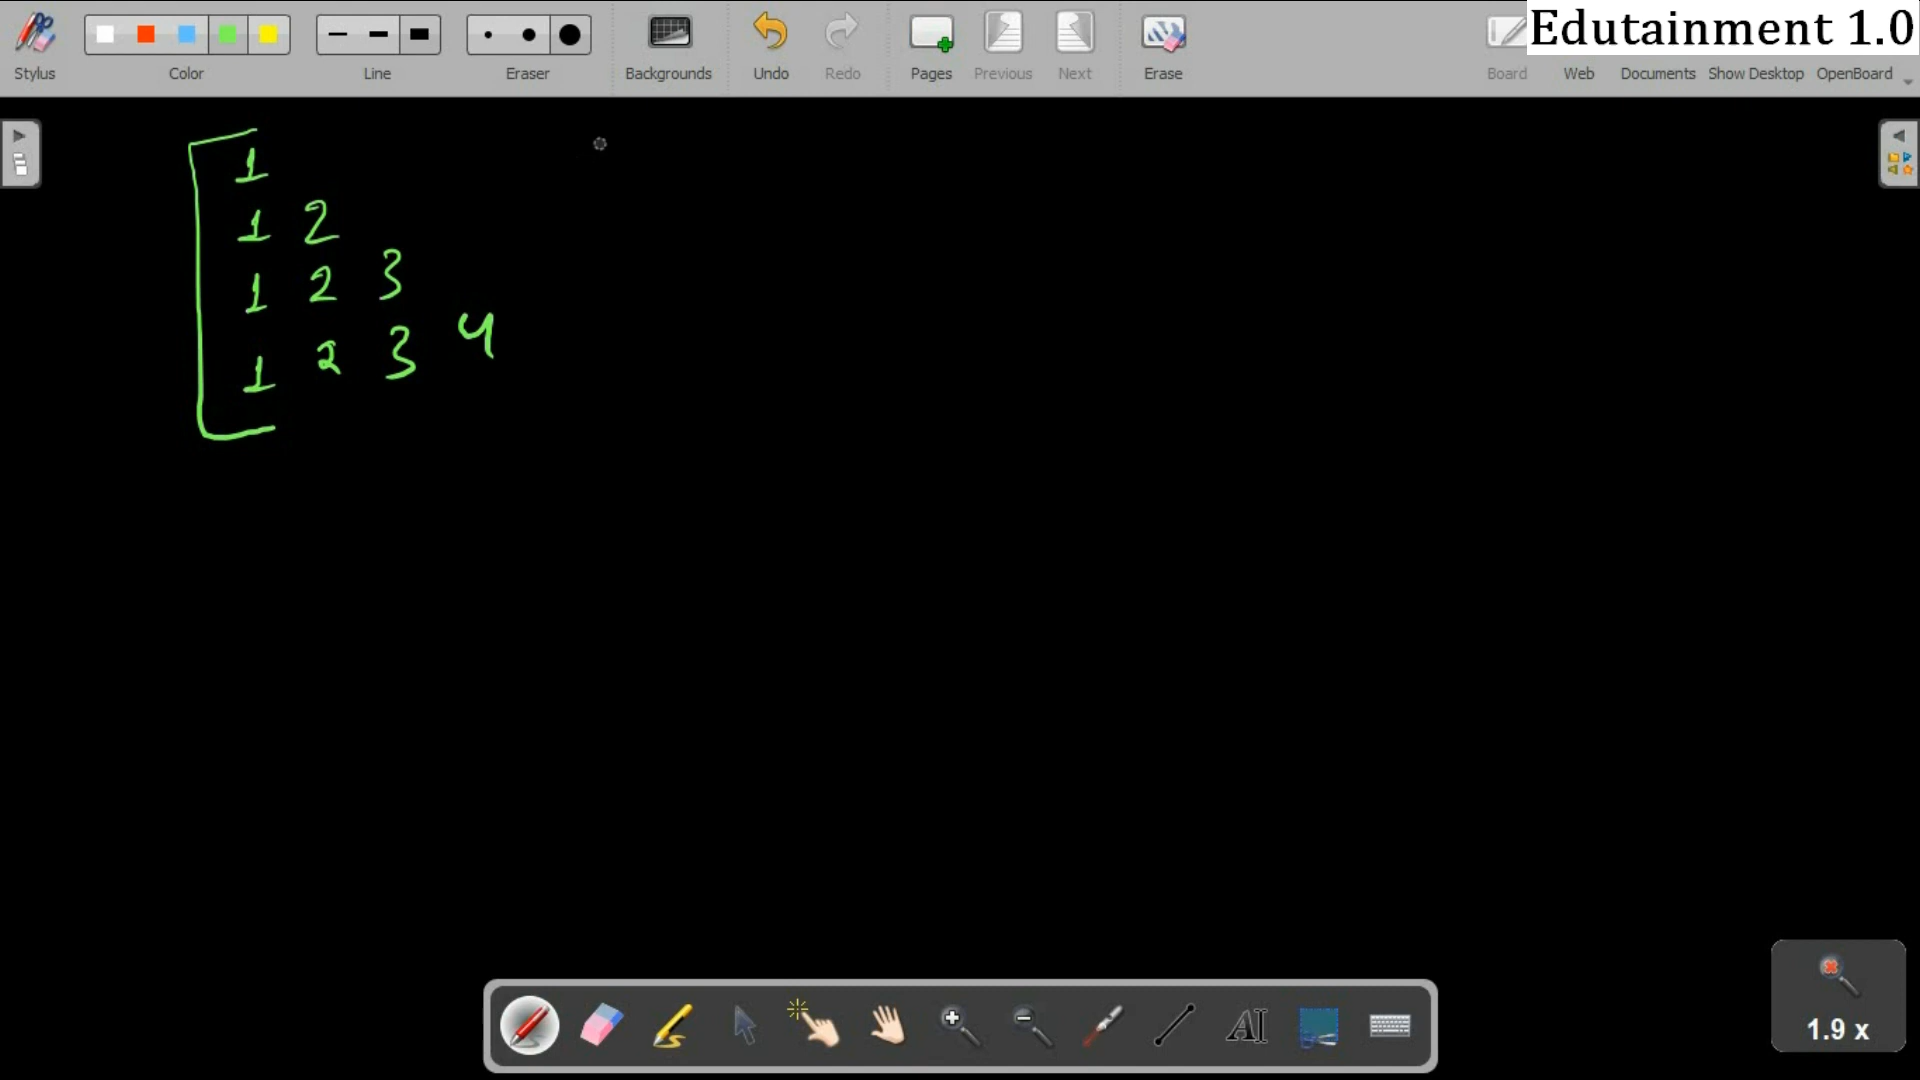 Edutainment 1.0
Stylus Color Line Eraser Backgrounds Undo Redo Pages Previous Next Erase Board Web Documents Show Desktop OpenBoard
1
1 2
1 2 3
1 2 3 4
AI
1.9 x